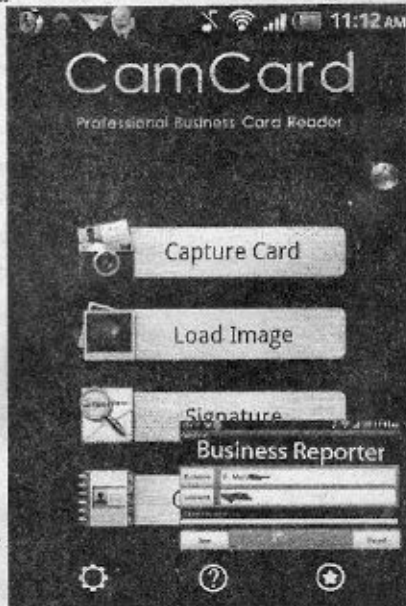 11:12 AM
CamCard
Professional Business Card Reader
Capture Card
Load Image
Signature
Business Reporter